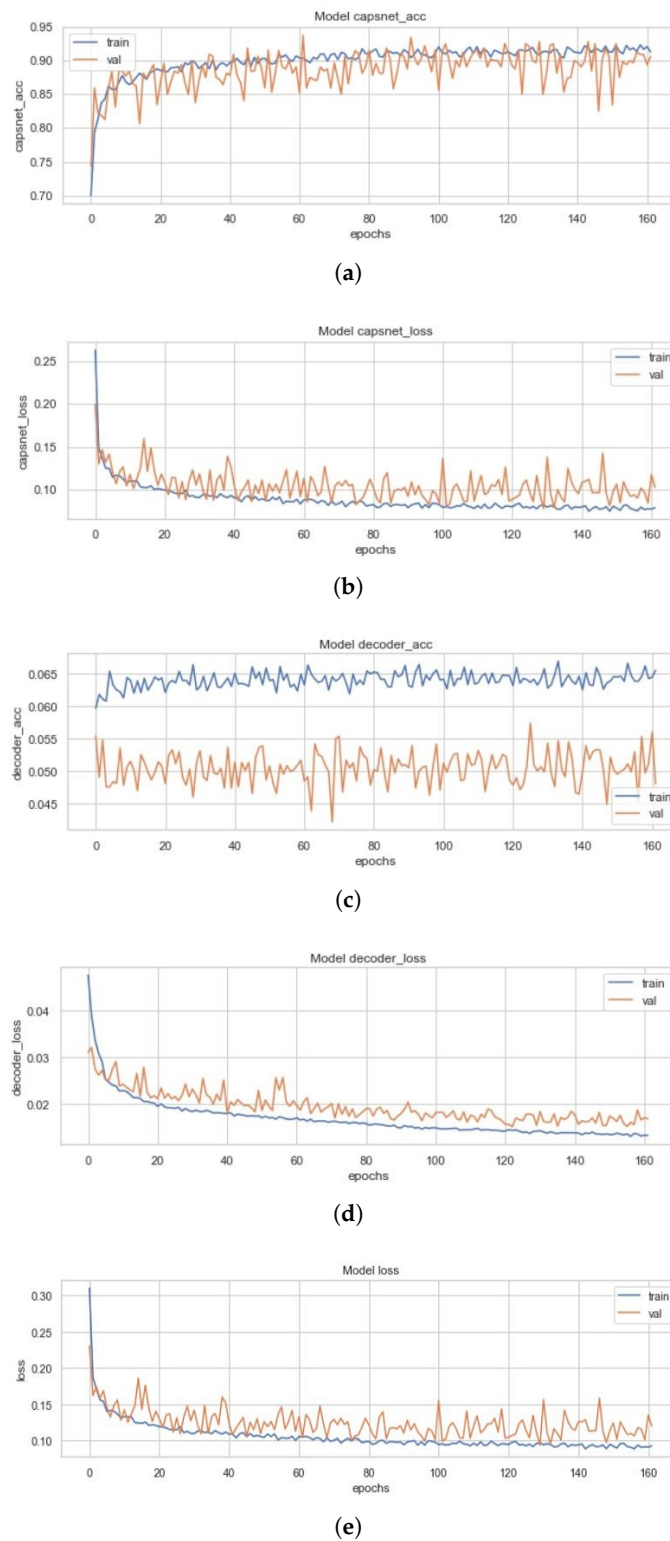 Model capsnet_acc
0.95
0.90
0.85
0.80
0.75
0.70
capsnet_acc
train
val
0 20 40 60 80 100 120 140 160
epochs
(a)
Model capsnet_loss
0.25
0.20
0.15
0.10
capsnet_loss
train
val
0 20 40 60 80 100 120 140 160
epochs
(b)
Model decoder_acc
0.065
0.060
0.055
0.050
0.045
decoder_acc
train
val
0 20 40 60 80 100 120 140 160
epochs
(c)
Model decoder_loss
0.04
0.03
0.02
decoder_loss
train
val
0 20 40 60 80 100 120 140 160
epochs
(d)
Model loss
0.30
0.25
0.20
0.15
0.10
loss
train
val
0 20 40 60 80 100 120 140 160
epochs
(e)